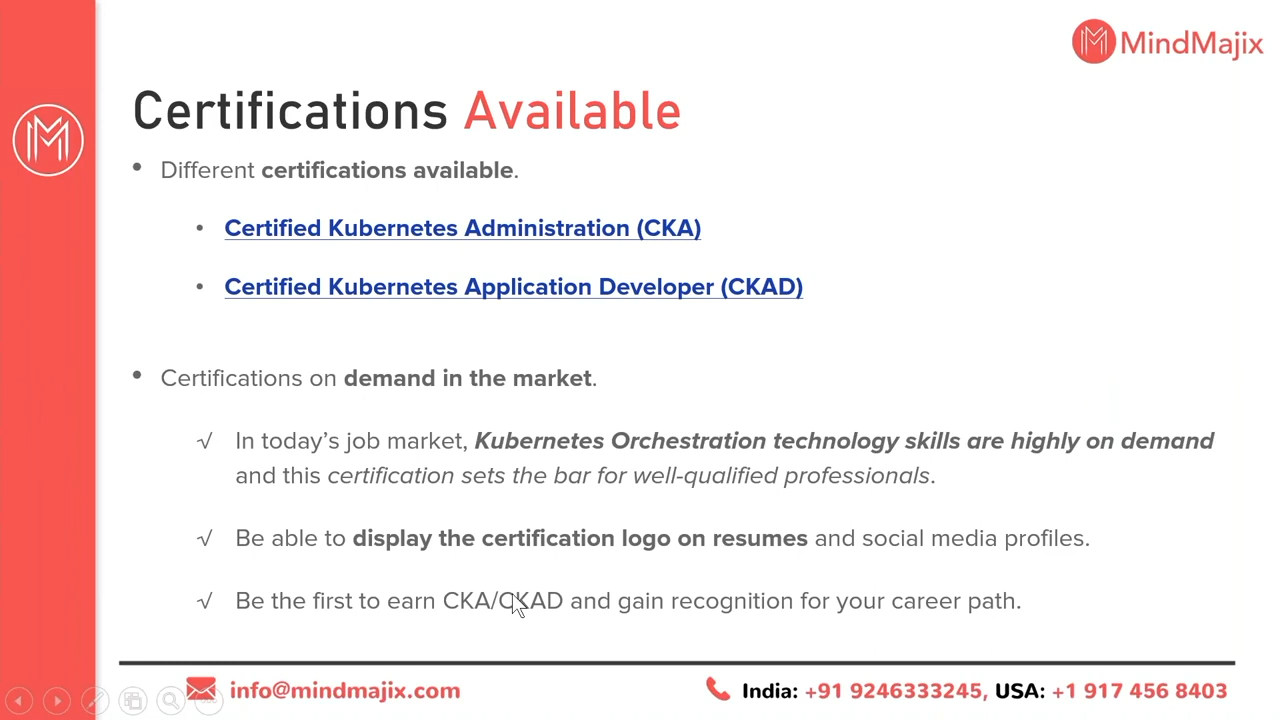 MindMajix
Certifications Available
• Different certifications available.
• Certified Kubernetes Administration (CKA)
• Certified Kubernetes Application Developer (CKAD)
• Certifications on demand in the market.
√ In today’s job market, Kubernetes Orchestration technology skills are highly on demand
and this certification sets the bar for well-qualified professionals.
√ Be able to display the certification logo on resumes and social media profiles.
√ Be the first to earn CKA/CKAD and gain recognition for your career path.
info@mindmajix.com
India: +91 9246333245, USA: +1 917 456 8403